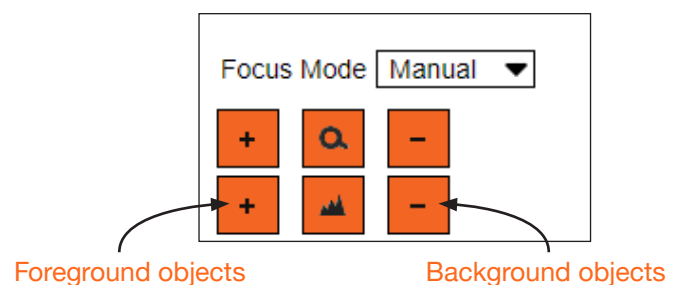 Focus Mode Manual
+ −
+ −
Foreground objects Background objects